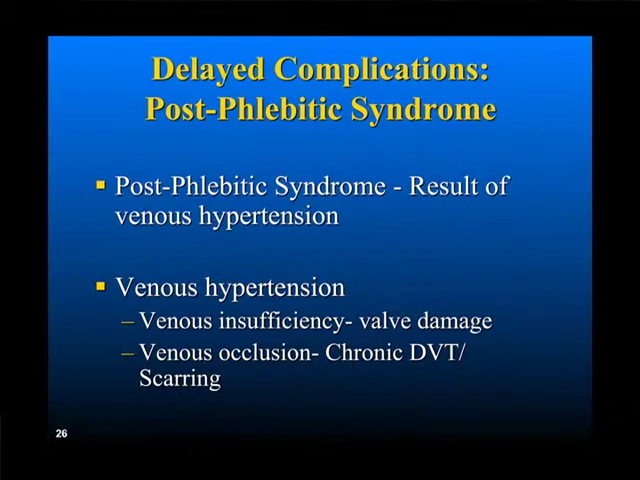 Delayed Complications:
Post-Phlebitic Syndrome
▪ Post-Phlebitic Syndrome - Result of
venous hypertension
▪ Venous hypertension
– Venous insufficiency- valve damage
– Venous occlusion- Chronic DVT/
Scarring
26